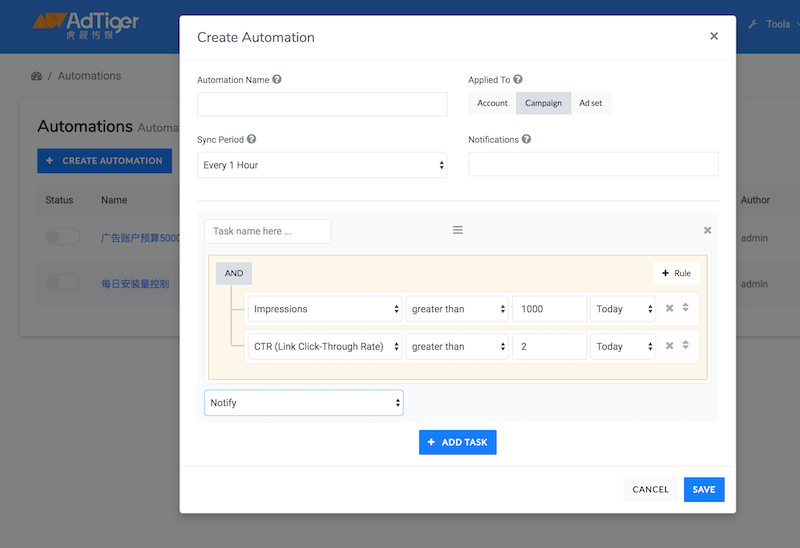 AdTiger
虎视传媒
Tools
/ Automations
Automations Automa
+ CREATE AUTOMATION
Status Name Author
广告账户预算5000 admin
每日安装量控制 admin
Create Automation ×
Automation Name ? Applied To ?
Account Campaign Ad set
Sync Period ? Notifications ?
Every 1 Hour
Task name here ... ×
AND + Rule
Impressions greater than 1000 Today ×
CTR (Link Click-Through Rate) greater than 2 Today ×
Notify
+ ADD TASK
CANCEL SAVE